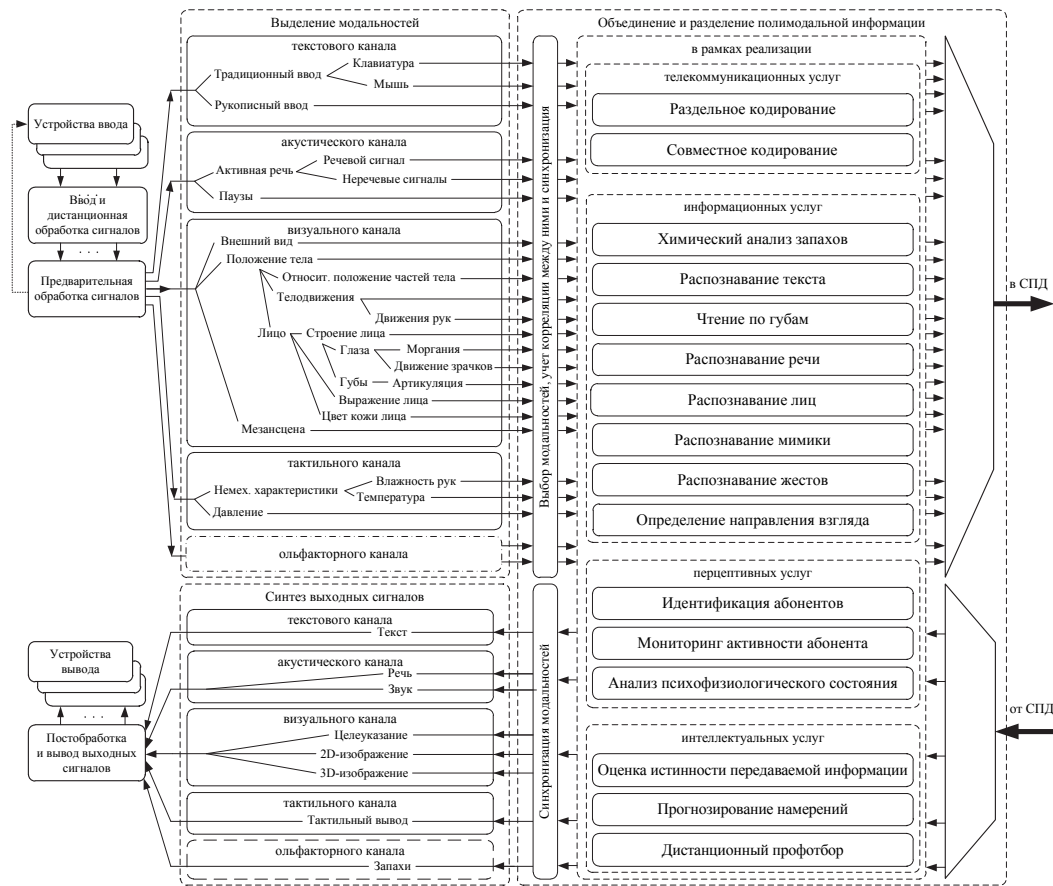 Выделение модальностей
текстового канала
Традиционный ввод
Клавиатура
Мышь
Рукописный ввод
акустического канала
Активная речь
Речевой сигнал
Неречевые сигналы
Паузы
визуального канала
Внешний вид
Положение тела
Относит. положение частей тела
Телодвижения
Движения рук
Лицо
Строение лица
Глаза
Моргания
Движение зрачков
Губы
Артикуляция
Выражение лица
Цвет кожи лица
Мезансцена
тактильного канала
Немех. характеристики
Влажность рук
Температура
Давление
ольфакторного канала
Устройства ввода
. . .
Ввод и
дистанционная
обработка сигналов
. . .
Предварительная
обработка сигналов
Выбор модальностей, учет корреляции между ними и синхронизация
Объединение и разделение полимодальной информации
в рамках реализации
телекоммуникационных услуг
Раздельное кодирование
Совместное кодирование
информационных услуг
Химический анализ запахов
Распознавание текста
Чтение по губам
Распознавание речи
Распознавание лиц
Распознавание мимики
Распознавание жестов
Определение направления взгляда
перцептивных услуг
Идентификация абонентов
Мониторинг активности абонента
Анализ психофизиологического состояния
интеллектуальных услуг
Оценка истинности передаваемой информации
Прогнозирование намерений
Дистанционный профотбор
в СПД
от СПД
Синтез выходных сигналов
текстового канала
Текст
акустического канала
Речь
Звук
визуального канала
Целеуказание
2D-изображение
3D-изображение
тактильного канала
Тактильный вывод
ольфакторного канала
Запахи
Синхронизация модальностей
Устройства
вывода
. . .
Постобработка
и вывод выходных
сигналов